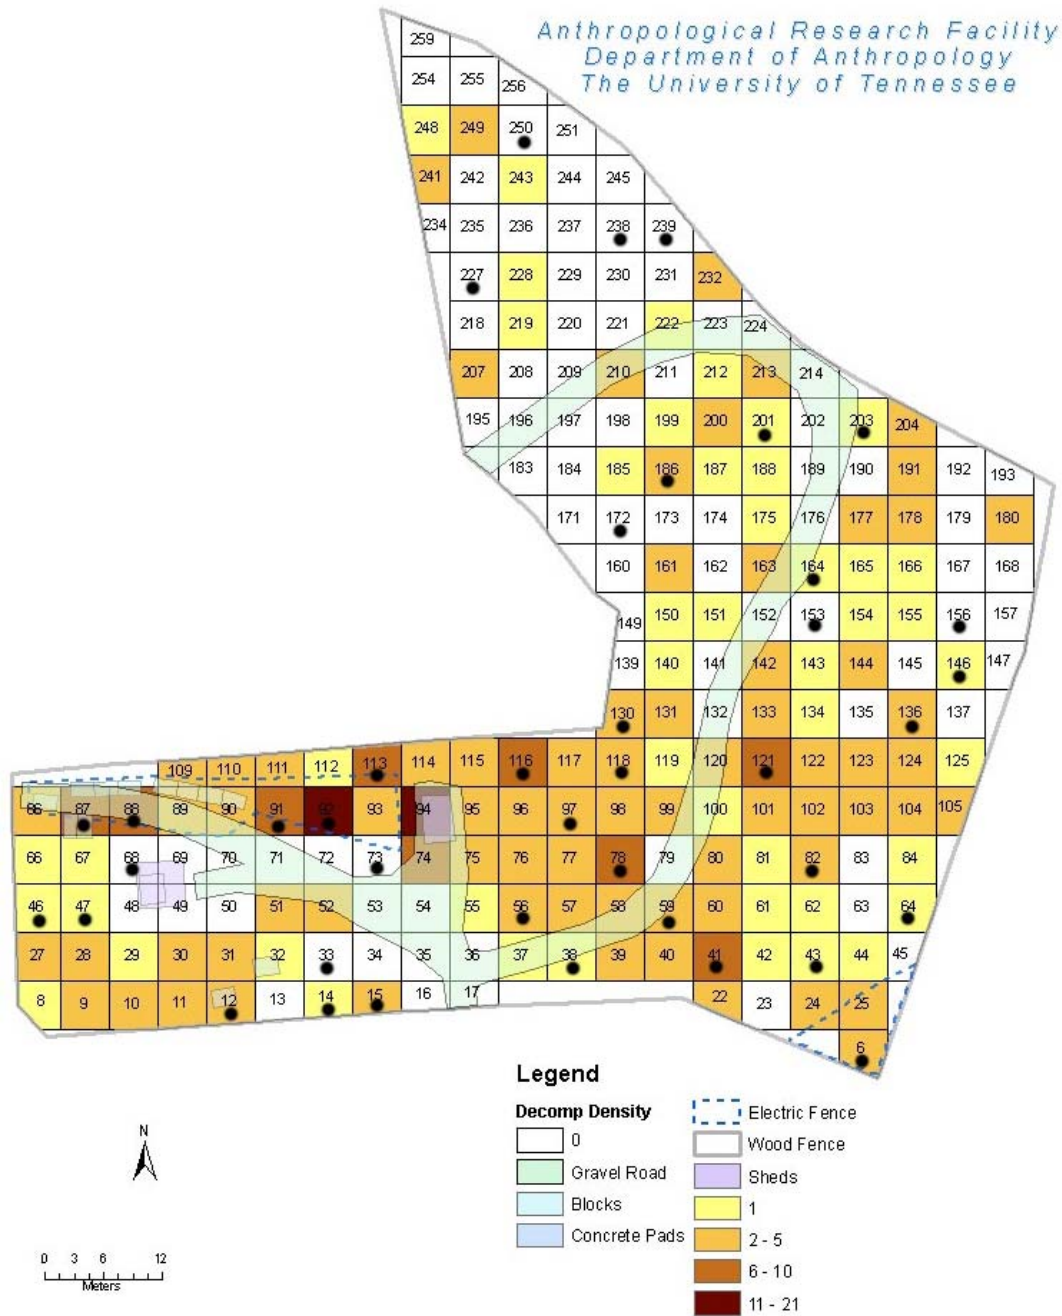 Anthropological Research Facility
Department of Anthropology
The University of Tennessee
259
254 255 256
248 249 250 251
241 242 243 244 245
234 235 236 237 238 239
227 228 229 230 231 232
218 219 220 221 222 223 224
207 208 209 210 211 212 213 214
195 196 197 198 199 200 201 202 203 204
183 184 185 186 187 188 189 190 191 192 193
171 172 173 174 175 176 177 178 179 180
160 161 162 163 164 165 166 167 168
149 150 151 152 153 154 155 156 157
139 140 141 142 143 144 145 146 147
130 131 132 133 134 135 136 137
109 110 111 112 113 114 115 116 117 118 119 120 121 122 123 124 125
86 87 88 89 90 91 92 93 94 95 96 97 98 99 100 101 102 103 104 105
66 67 68 69 70 71 72 73 74 75 76 77 78 79 80 81 82 83 84
46 47 48 49 50 51 52 53 54 55 56 57 58 59 60 61 62 63 64
27 28 29 30 31 32 33 34 35 36 37 38 39 40 41 42 43 44 45
8 9 10 11 12 13 14 15 16 17 22 23 24 25
6
Legend
Decomp Density
0
Gravel Road
Blocks
Concrete Pads
Electric Fence
Wood Fence
Sheds
1
2 - 5
6 - 10
11 - 21
N
0 3 6 12
Meters